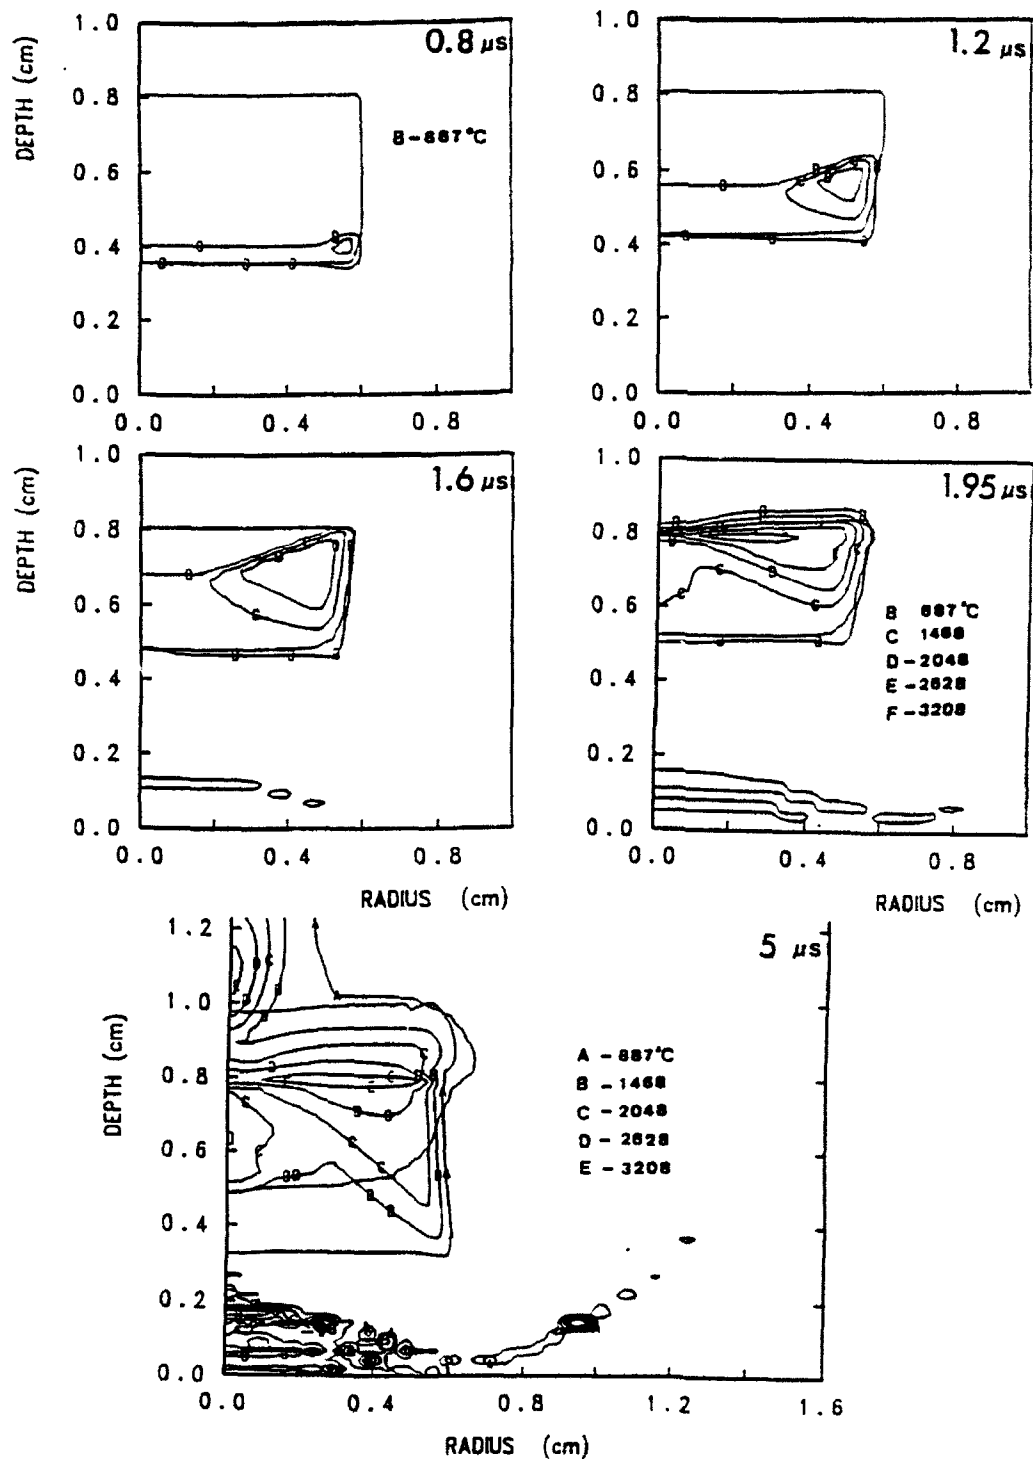 0.8 μs
1.0
0.8
0.6
0.4
0.2
0.0
DEPTH (cm)
B-887°C
0.0 0.4 0.8
1.2 μs
1.0
0.8
0.6
0.4
0.2
0.0
0.0 0.4 0.8
1.6 μs
1.0
0.8
0.6
0.4
0.2
0.0
DEPTH (cm)
0.0 0.4 0.8
RADIUS (cm)
1.95 μs
1.0
0.8
0.6
0.4
0.2
0.0
B 887°C
C 1468
D-2048
E-2628
F-3208
0.0 0.4 0.8
RADIUS (cm)
5 μs
1.2
1.0
0.8
0.6
0.4
0.2
0.0
DEPTH (cm)
A - 887°C
B - 1468
C - 2048
D - 2628
E - 3208
0.0 0.4 0.8 1.2 1.6
RADIUS (cm)